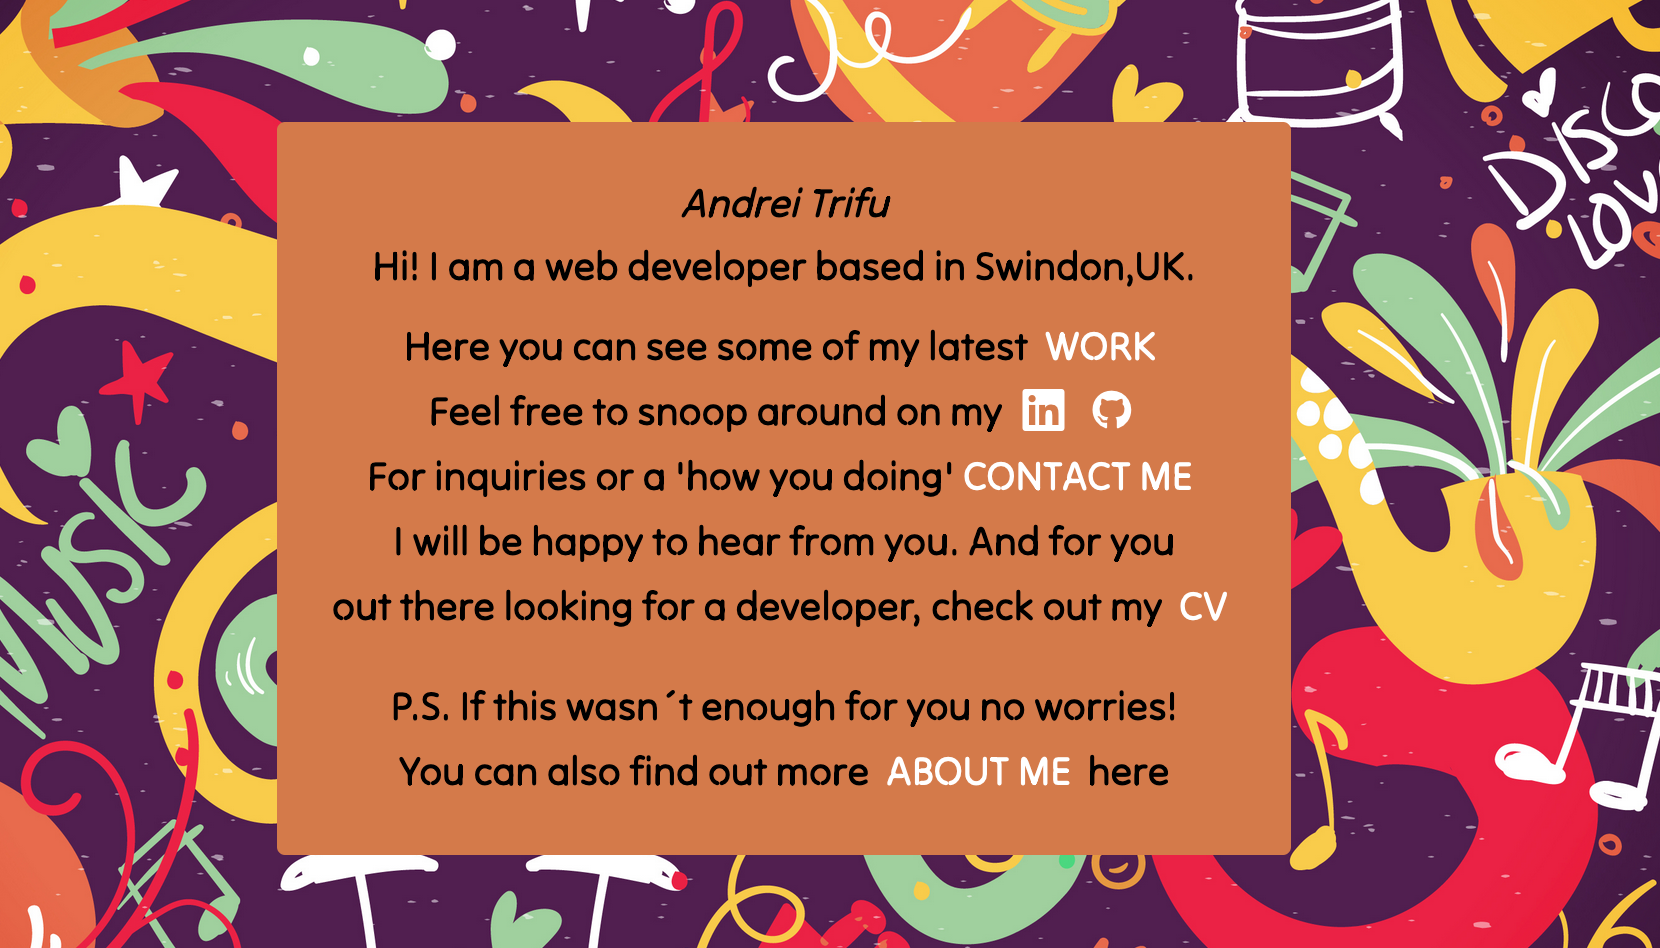 Andrei Trifu
Hi! I am a web developer based in Swindon,UK.
Here you can see some of my latest WORK
Feel free to snoop around on my in
For inquiries or a 'how you doing' CONTACT ME
I will be happy to hear from you. And for you
out there looking for a developer, check out my CV
P.S. If this wasn´t enough for you no worries!
You can also find out more ABOUT ME here
MUSIC
DISCO